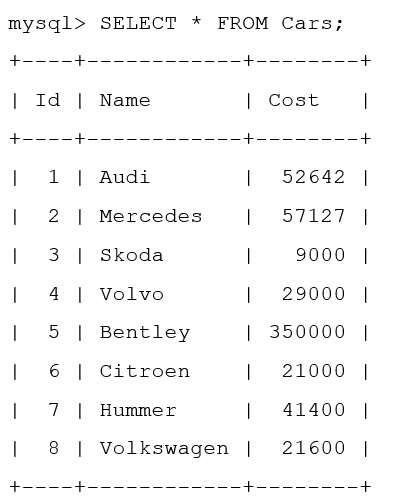 mysql> SELECT * FROM Cars;
+----+------------+--------+
| Id | Name       | Cost   |
+----+------------+--------+
|  1 | Audi       |  52642 |
|  2 | Mercedes   |  57127 |
|  3 | Skoda      |   9000 |
|  4 | Volvo      |  29000 |
|  5 | Bentley    | 350000 |
|  6 | Citroen    |  21000 |
|  7 | Hummer     |  41400 |
|  8 | Volkswagen |  21600 |
+----+------------+--------+